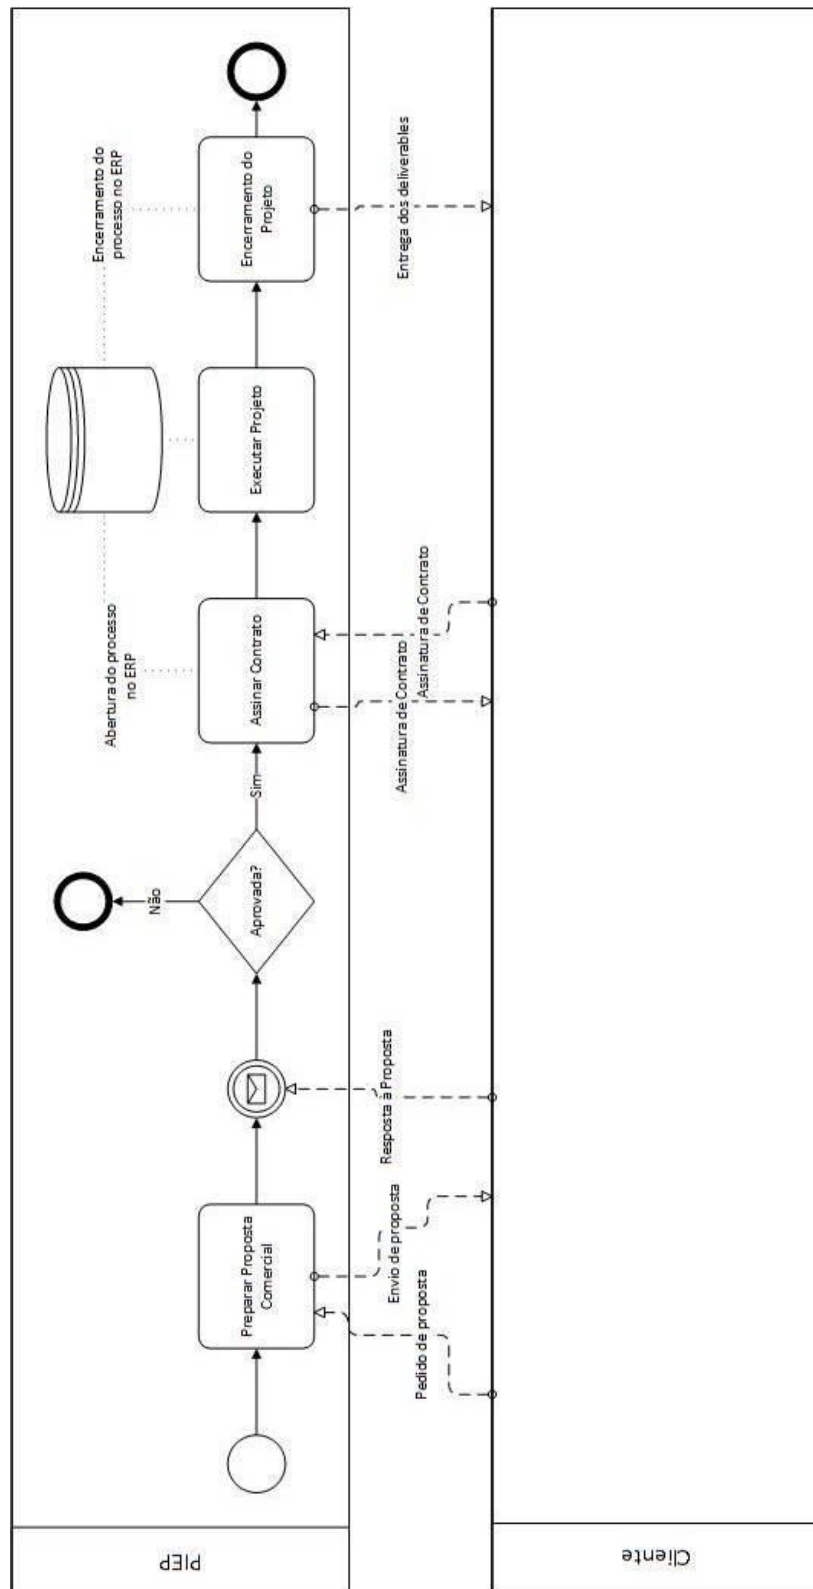 PIEP
Preparar Proposta
Comercial
Aprovada?
Não
Sim
Abertura do processo
no ERP
Assinar Contrato
Executar Projeto
Encerramento do
processo no ERP
Encerramento do
Projeto
Pedido de proposta
Envio de proposta
Resposta à Proposta
Assinatura de Contrato
Assinatura de Contrato
Entrega dos deliverables
Cliente